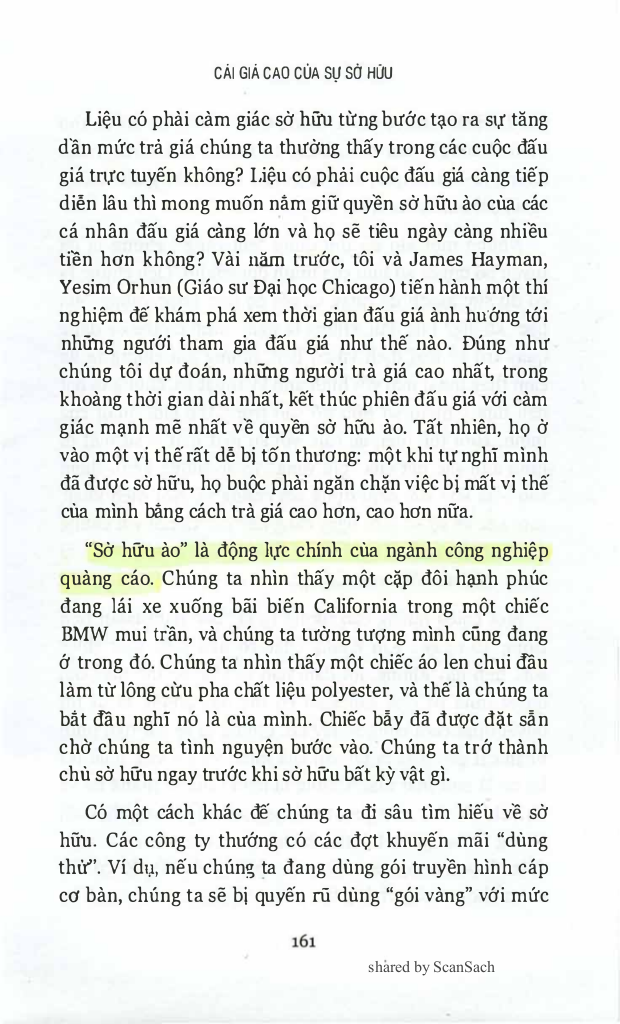 CÁI GIÁ CAO CỦA SỰ SỞ HỮU
Liệu có phải cảm giác sở hữu từng bước tạo ra sự tăng
dần mức trả giá chúng ta thường thấy trong các cuộc đấu
giá trực tuyến không? Liệu có phải cuộc đấu giá càng tiếp
diễn lâu thì mong muốn nắm giữ quyền sở hữu ảo của các
cá nhân đấu giá càng lớn và họ sẽ tiêu ngày càng nhiều
tiền hơn không? Vài năm trước, tôi và James Hayman,
Yesim Orhun (Giáo sư Đại học Chicago) tiến hành một thí
nghiệm để khám phá xem thời gian đấu giá ảnh hưởng tới
những người tham gia đấu giá như thế nào. Đúng như
chúng tôi dự đoán, những người trả giá cao nhất, trong
khoảng thời gian dài nhất, kết thúc phiên đấu giá với cảm
giác mạnh mẽ nhất về quyền sở hữu ảo. Tất nhiên, họ ở
vào một vị thế rất dễ bị tổn thương: một khi tự nghĩ mình
đã được sở hữu, họ buộc phải ngăn chặn việc bị mất vị thế
của mình bằng cách trả giá cao hơn, cao hơn nữa.
“Sở hữu ảo” là động lực chính của ngành công nghiệp
quảng cáo. Chúng ta nhìn thấy một cặp đôi hạnh phúc
đang lái xe xuống bãi biển California trong một chiếc
BMW mui trần, và chúng ta tưởng tượng mình cũng đang
ở trong đó. Chúng ta nhìn thấy một chiếc áo len chui đầu
làm từ lông cừu pha chất liệu polyester, và thế là chúng ta
bắt đầu nghĩ nó là của mình. Chiếc bẫy đã được đặt sẵn
chờ chúng ta tình nguyện bước vào. Chúng ta trở thành
chủ sở hữu ngay trước khi sở hữu bất kỳ vật gì.
Có một cách khác để chúng ta đi sâu tìm hiểu về sở
hữu. Các công ty thường có các đợt khuyến mãi “dùng
thử”. Ví dụ, nếu chúng ta đang dùng gói truyền hình cáp
cơ bản, chúng ta sẽ bị quyến rũ dùng “gói vàng” với mức
161
shared by ScanSach